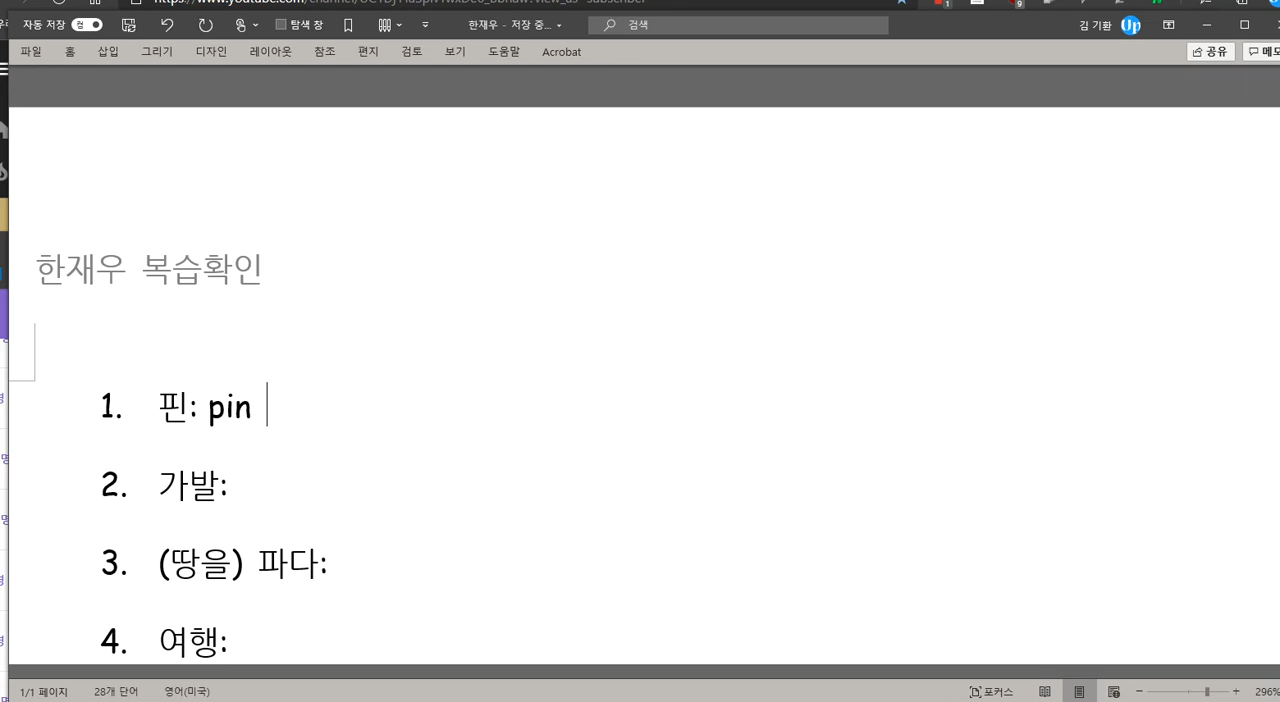 자동 저장 컴 탐색 창 한재우 - 저장 중... 검색 김 기환 Up
파일 홈 삽입 그리기 디자인 레이아웃 참조 편지 검토 보기 도움말 Acrobat 공유 메모
한재우 복습확인
1. 핀: pin
2. 가발:
3. (땅을) 파다:
4. 여행:
1/1 페이지 28개 단어 영어(미국) 포커스 296%